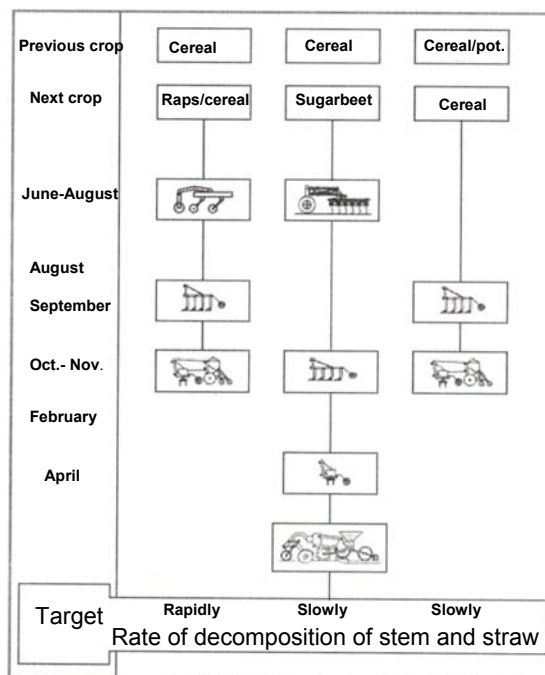 Previous crop Cereal Cereal Cereal/pot.
Next crop Raps/cereal Sugarbeet Cereal
June-August
August
September
Oct.- Nov.
February
April
Target Rapidly Slowly Slowly
Rate of decomposition of stem and straw